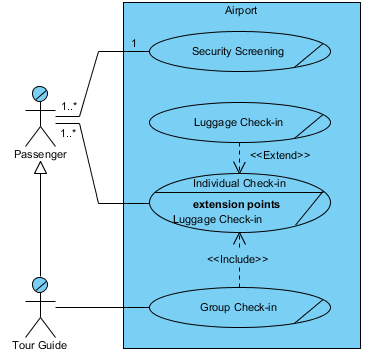 Airport
1
Security Screening
1..*
1..*
Passenger
Luggage Check-in
<<Extend>>
Individual Check-in
extension points
Luggage Check-in
<<Include>>
Group Check-in
Tour Guide